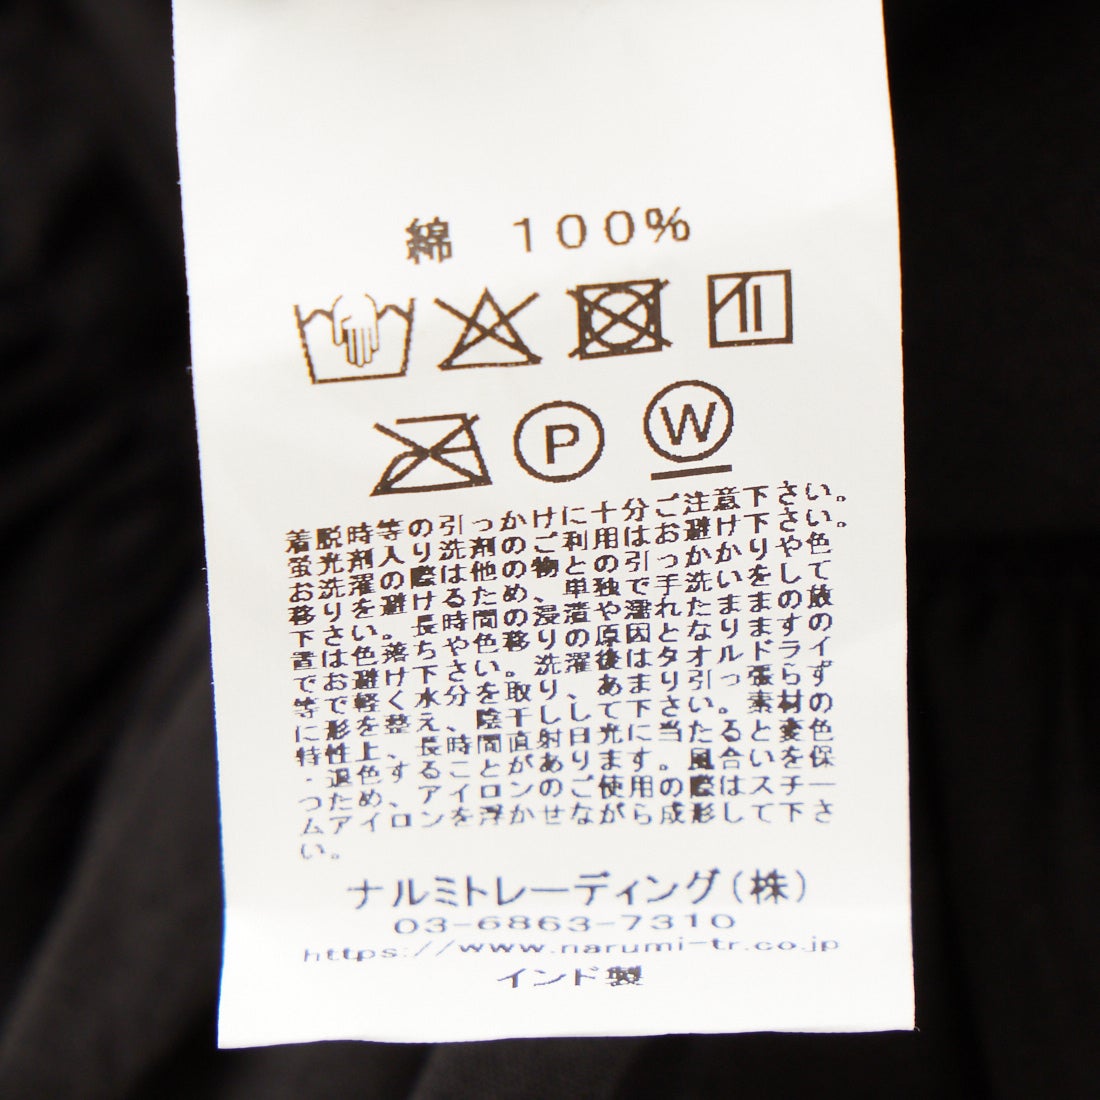 綿 100%
P W
着脱時等の引っかけに十分ご注意下さい。
蛍光剤入り洗剤のご利用はお避け下さい。
お洗濯の際は他の物との引っかかりや色
移りを避けるため、単独で手洗いをして
下さい。長時間の浸漬や濡れたままの放
置は色落ちや色移りの原因となりますの
でお避け下さい。洗濯後はタオルドライ
等で軽く水分を取り、あまり引っ張らず
に形を整え、陰干しして下さい。素材の
特性上、長時間直射日光に当たると変色
・退色することがあります。風合いを保
つため、アイロンのご使用の際はスチー
ムアイロンを浮かせながら成形して下さ
い。
ナルミトレーディング(株)
03-6863-7310
https://www.narumi-tr.co.jp
インド製